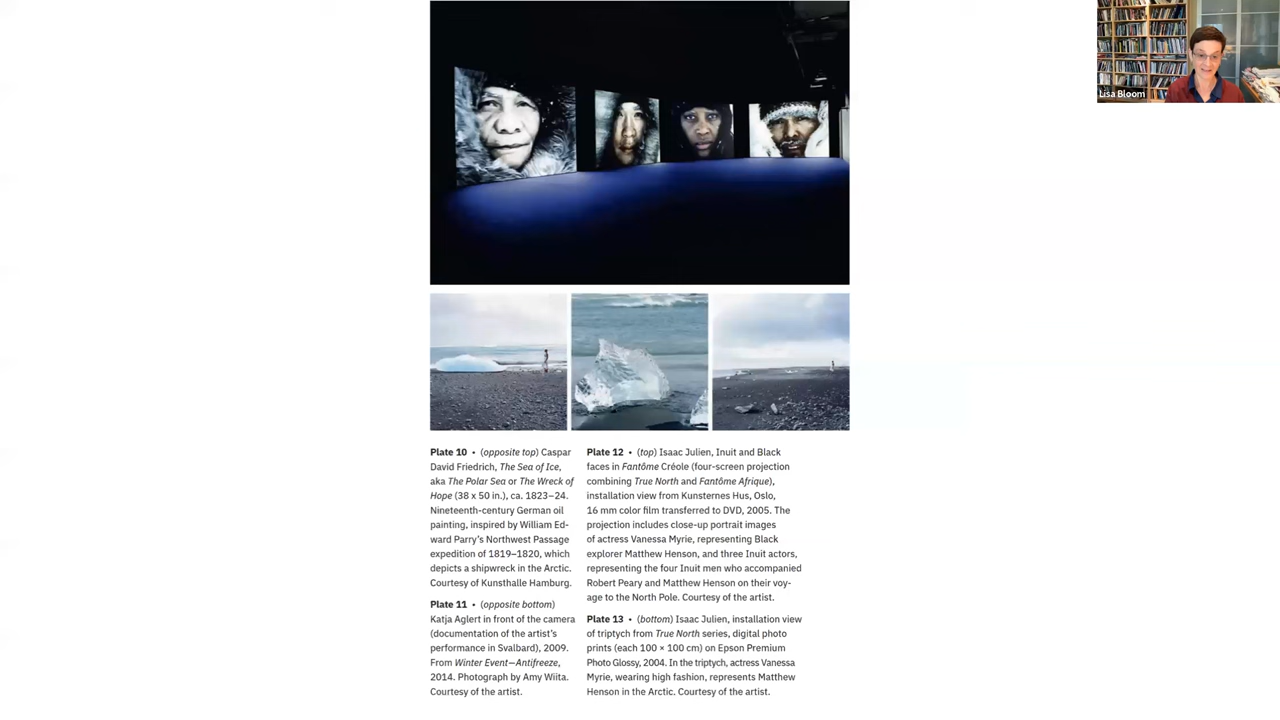 Lisa Bloom
Plate 10 • (opposite top) Caspar
David Friedrich, The Sea of Ice,
aka The Polar Sea or The Wreck of
Hope (38 x 50 in.), ca. 1823–24.
Nineteenth-century German oil
painting, inspired by William Ed-
ward Parry's Northwest Passage
expedition of 1819–1820, which
depicts a shipwreck in the Arctic.
Courtesy of Kunsthalle Hamburg.
Plate 11 • (opposite bottom)
Katja Aglert in front of the camera
(documentation of the artist's
performance in Svalbard), 2009.
From Winter Event—Antifreeze,
2014. Photograph by Amy Wiita.
Courtesy of the artist.
Plate 12 • (top) Isaac Julien, Inuit and Black
faces in Fantôme Créole (four-screen projection
combining True North and Fantôme Afrique),
installation view from Kunsternes Hus, Oslo,
16 mm color film transferred to DVD, 2005. The
projection includes close-up portrait images
of actress Vanessa Myrie, representing Black
explorer Matthew Henson, and three Inuit actors,
representing the four Inuit men who accompanied
Robert Peary and Matthew Henson on their voy-
age to the North Pole. Courtesy of the artist.
Plate 13 • (bottom) Isaac Julien, installation view
of triptych from True North series, digital photo
prints (each 100 × 100 cm) on Epson Premium
Photo Glossy, 2004. In the triptych, actress Vanessa
Myrie, wearing high fashion, represents Matthew
Henson in the Arctic. Courtesy of the artist.